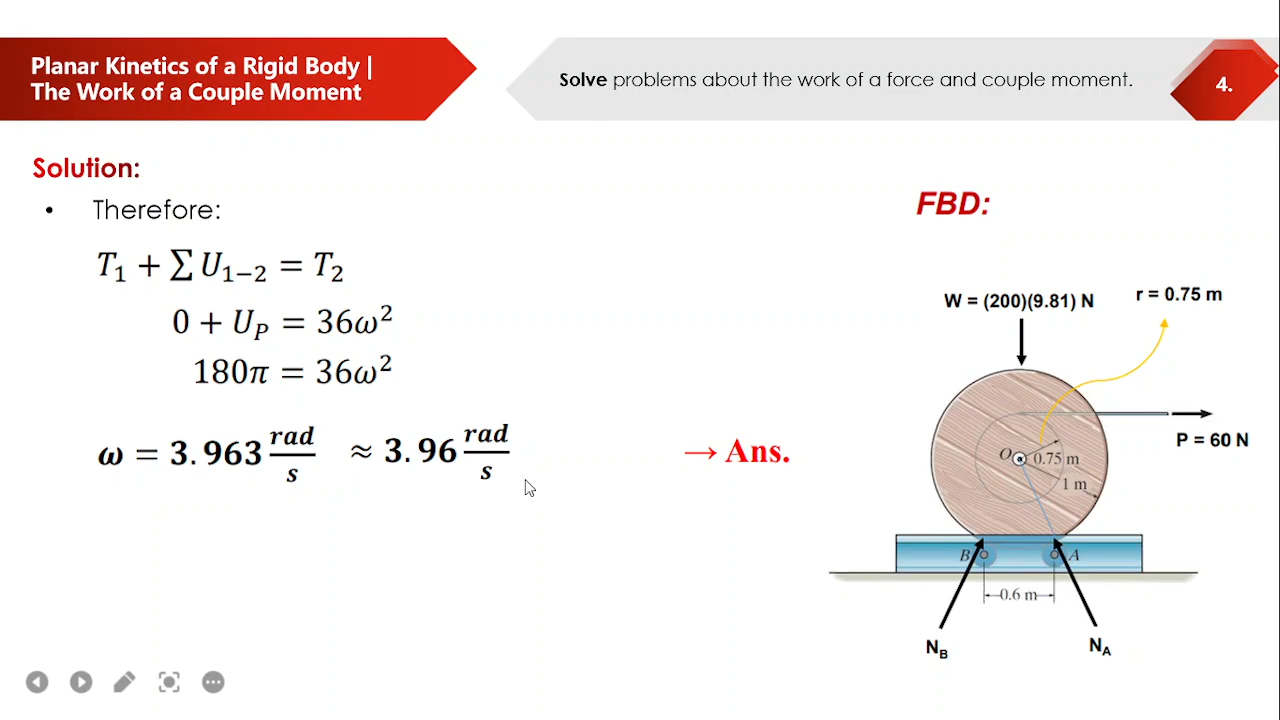 Planar Kinetics of a Rigid Body |
The Work of a Couple Moment
Solve problems about the work of a force and couple moment.
4.
Solution:
• Therefore:
T₁ + ∑ U₁₋₂ = T₂
0 + U_P = 36ω²
180π = 36ω²
ω = 3.963 rad/s ≈ 3.96 rad/s
→ Ans.
FBD:
W = (200)(9.81) N
r = 0.75 m
P = 60 N
O
0.75 m
1 m
B
A
0.6 m
N_B
N_A